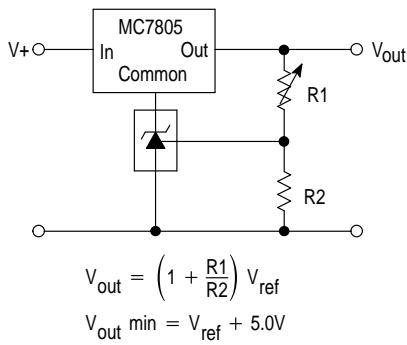 MC7805
V+ In Out Vout
Common
R1
R2
Vout = (1 + R1/R2) Vref
Vout min = Vref + 5.0V